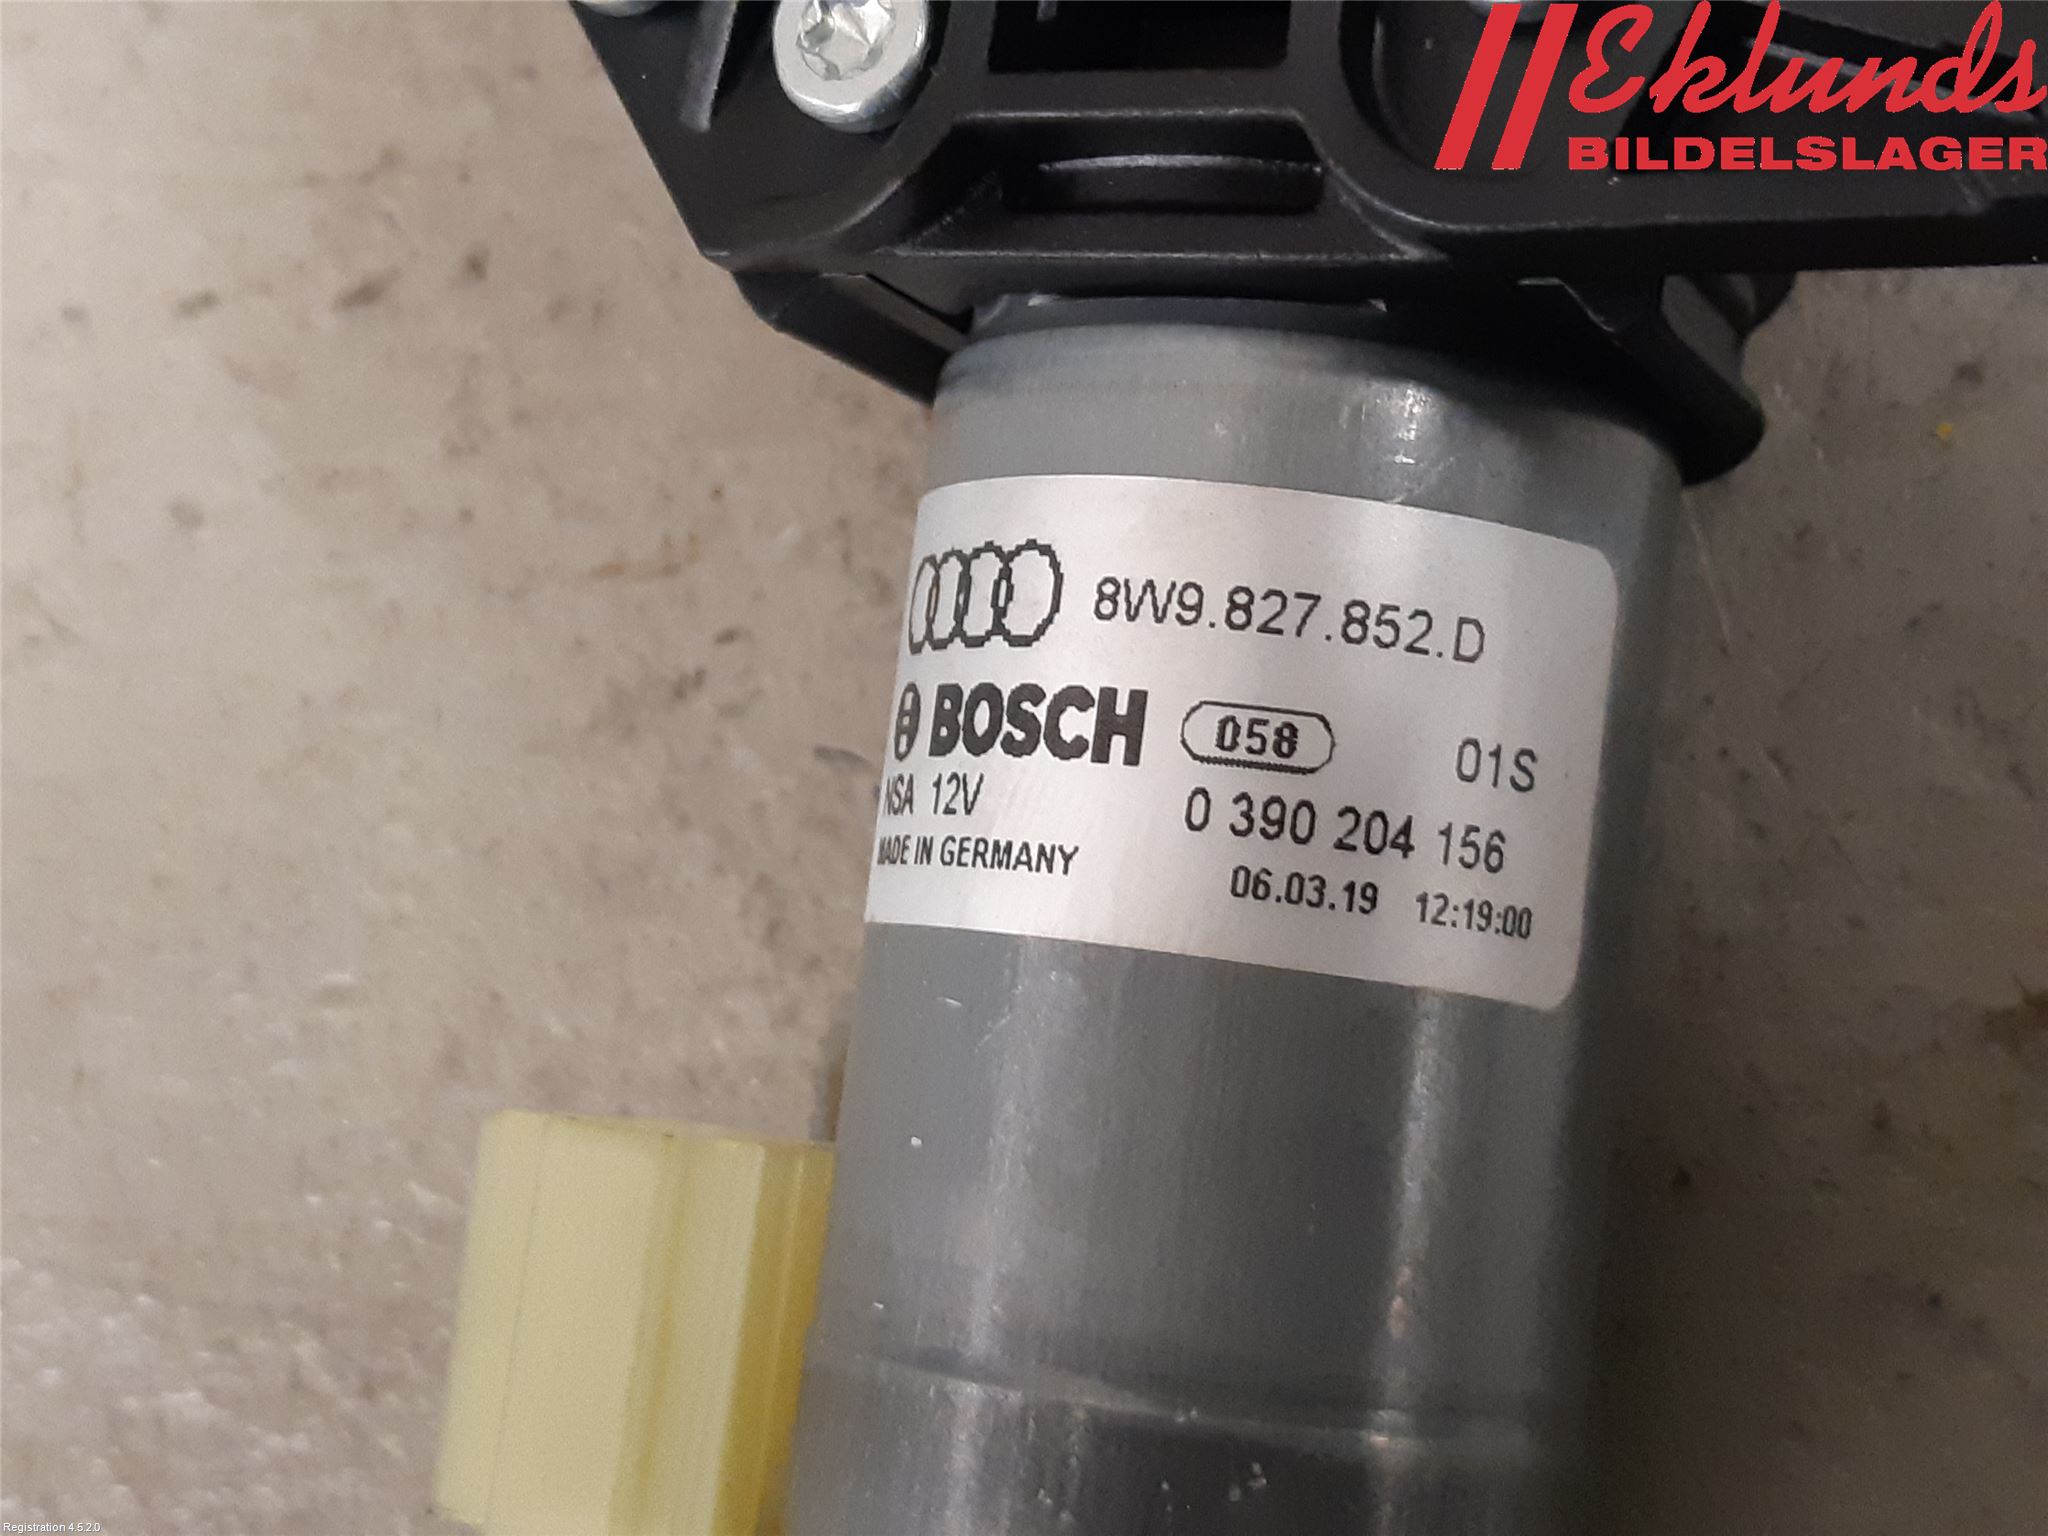 Eklunds
BILDELSLAGER
8W9.827.852.D
BOSCH 058 01S
NSA 12V 0 390 204 156
MADE IN GERMANY 06.03.19 12:19:00
Registration 4.5.2.0